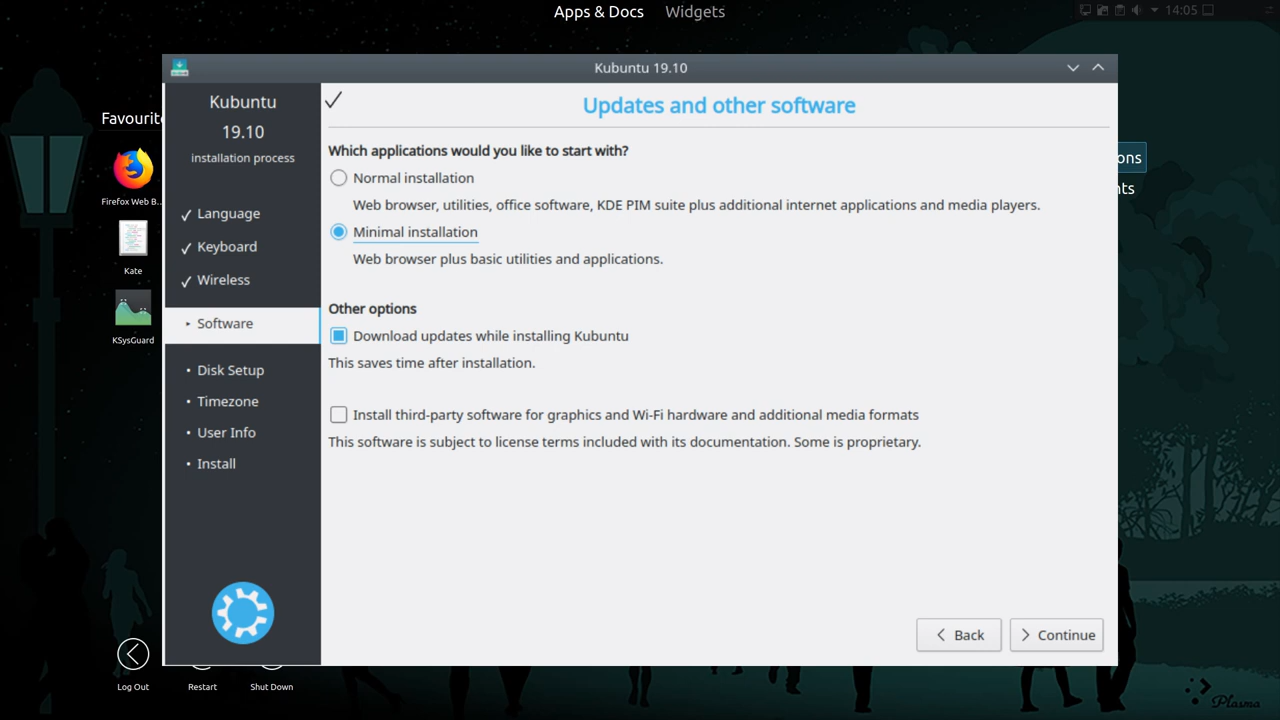 Apps & Docs Widgets
14:05
Kubuntu 19.10
Kubuntu
19.10
installation process
Language
Keyboard
Wireless
Software
Disk Setup
Timezone
User Info
Install
Updates and other software
Which applications would you like to start with?
Normal installation
Web browser, utilities, office software, KDE PIM suite plus additional internet applications and media players.
Minimal installation
Web browser plus basic utilities and applications.
Other options
Download updates while installing Kubuntu
This saves time after installation.
Install third-party software for graphics and Wi-Fi hardware and additional media formats
This software is subject to license terms included with its documentation. Some is proprietary.
Back
Continue
Favourite
Firefox Web B...
Kate
KSysGuard
Log Out
Restart
Shut Down
Plasma